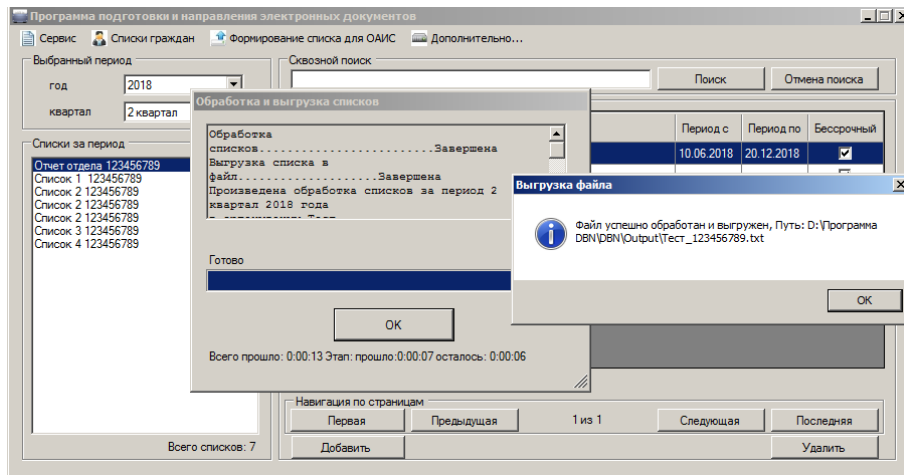 Программа подготовки и направления электронных документов
Сервис Списки граждан Формирование списка для ОАИС Дополнительно...
Выбранный период
год 2018
квартал 2 квартал
Сквозной поиск
Поиск Отмена поиска
Списки за период
Отчет отдела 123456789
Список 1 123456789
Список 2 123456789
Список 2 123456789
Список 2 123456789
Список 3 123456789
Список 4 123456789
Всего списков: 7
Период с Период по Бессрочный
10.06.2018 20.12.2018
Обработка и выгрузка списков
Обработка
списков.........................Завершена
Выгрузка списка в
файл....................Завершена
Произведена обработка списков за период 2
квартал 2018 года
Готово
OK
Всего прошло: 0:00:13 Этап: прошло:0:00:07 осталось: 0:00:06
Выгрузка файла
Файл успешно обработан и выгружен, Путь: D:\Программа
DBN\DBN\Output\Тест_123456789.txt
OK
Навигация по страницам
Первая Предыдущая 1 из 1 Следующая Последняя
Добавить Удалить